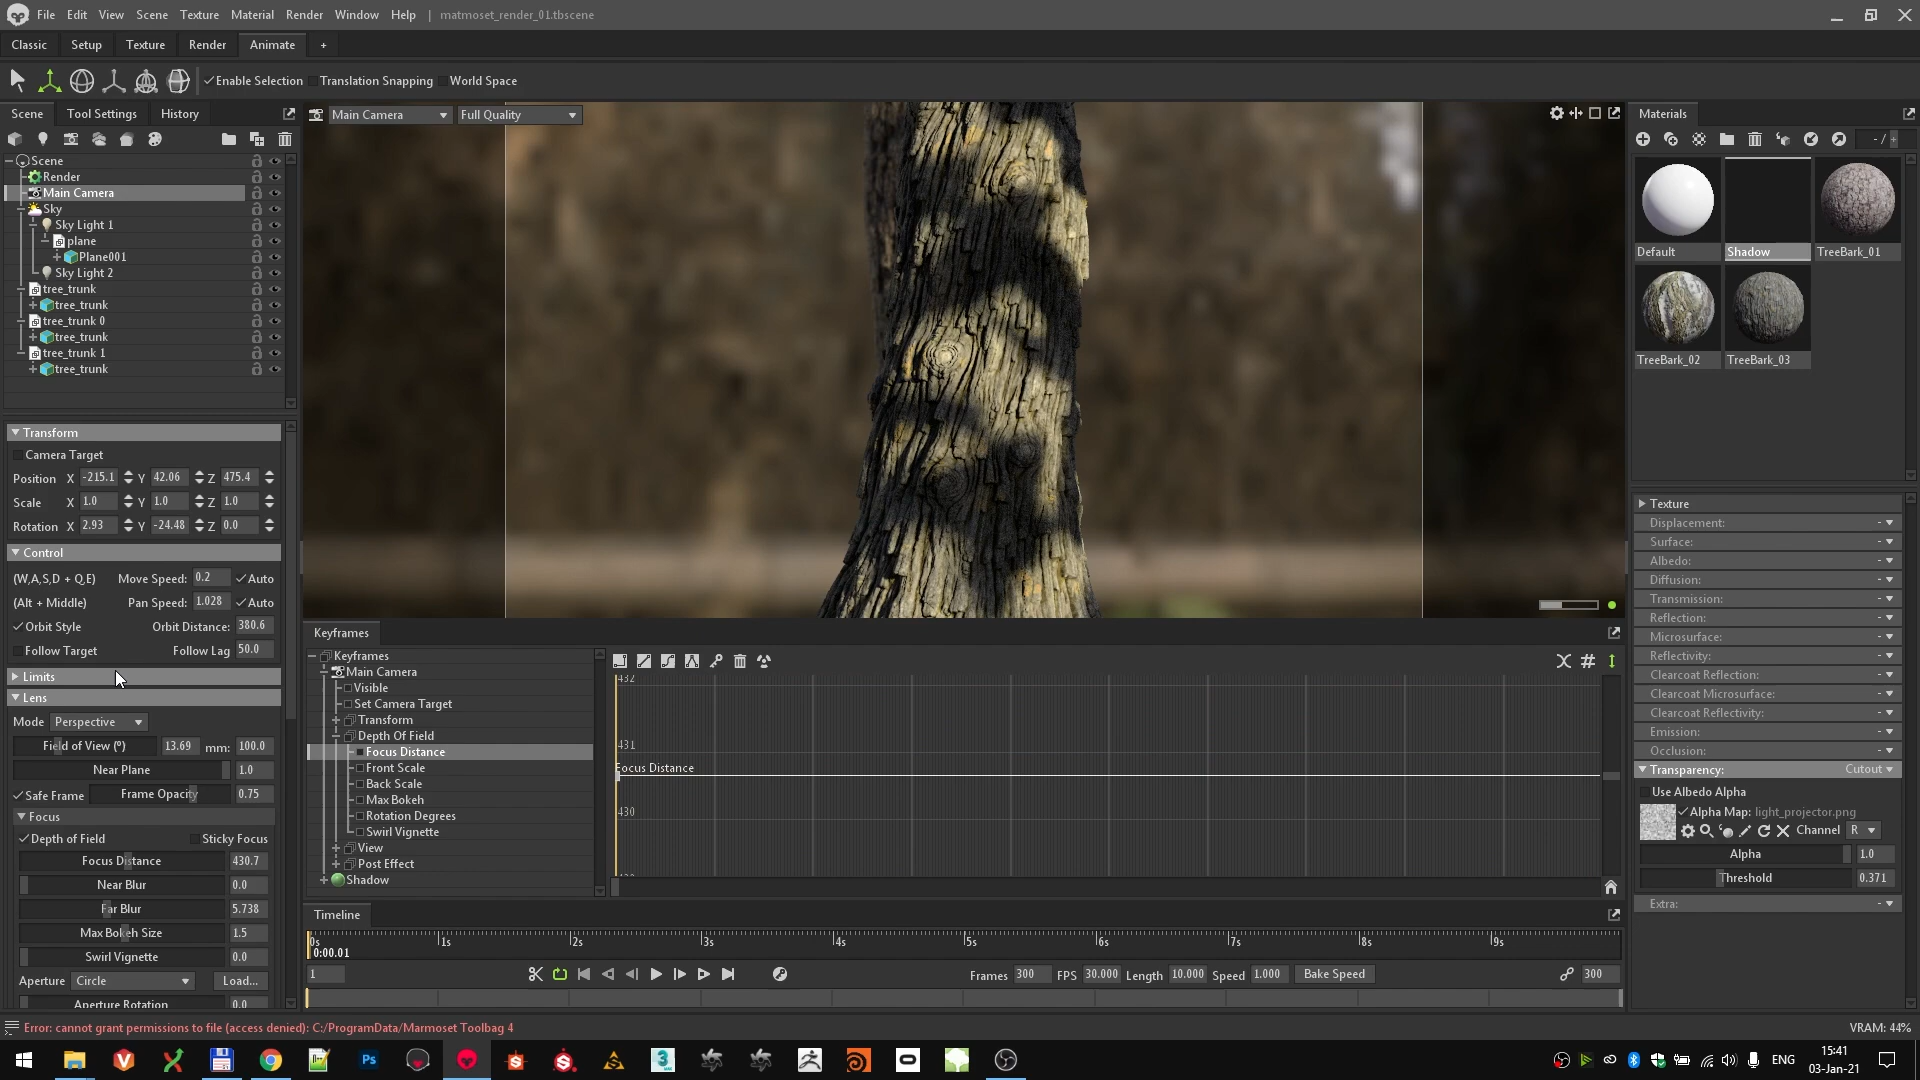 File Edit View Scene Texture Material Render Window Help | matmoset_render_01.tbscene
Classic Setup Texture Render Animate +
Enable Selection Translation Snapping World Space
Scene Tool Settings History
Main Camera Full Quality
Materials
- / +
Scene
Render
Main Camera
Sky
Sky Light 1
plane
Plane001
Sky Light 2
tree_trunk
tree_trunk
tree_trunk 0
tree_trunk
tree_trunk 1
tree_trunk
Default Shadow TreeBark_01
TreeBark_02 TreeBark_03
Transform
Camera Target
Position X -215.1 Y 42.06 Z 475.4
Scale X 1.0 Y 1.0 Z 1.0
Rotation X 2.93 Y -24.48 Z 0.0
Control
(W,A,S,D + Q,E) Move Speed: 0.2 Auto
(Alt + Middle) Pan Speed: 1.028 Auto
Orbit Style Orbit Distance: 380.6
Follow Target Follow Lag 50.0
Limits
Lens
Mode Perspective
Field of View (º) 13.69 mm: 100.0
Near Plane 1.0
Safe Frame Frame Opacity 0.75
Focus
Depth of Field Sticky Focus
Focus Distance 430.7
Near Blur 0.0
Far Blur 5.738
Max Bokeh Size 1.5
Swirl Vignette 0.0
Aperture Circle Load...
Aperture Rotation 0.0
Keyframes
Keyframes
Main Camera
Visible
Set Camera Target
Transform
Depth Of Field
Focus Distance
Front Scale
Back Scale
Max Bokeh
Rotation Degrees
Swirl Vignette
View
Post Effect
Shadow
432
431
Focus Distance
430
Timeline
0s 1s 2s 3s 4s 5s 6s 7s 8s 9s
0:00.01
1
Frames 300 FPS 30.000 Length 10.000 Speed 1.000 Bake Speed 300
Texture
Displacement: -
Surface: -
Albedo: -
Diffusion: -
Transmission: -
Reflection: -
Microsurface: -
Reflectivity: -
Clearcoat Reflection: -
Clearcoat Microsurface: -
Clearcoat Reflectivity: -
Emission: -
Occlusion: -
Transparency: Cutout
Use Albedo Alpha
Alpha Map: light_projector.png
Channel R
Alpha 1.0
Threshold 0.371
Extra: -
Error: cannot grant permissions to file (access denied): C:/ProgramData/Marmoset Toolbag 4
VRAM: 44%
Ps
3
ENG
15:41
03-Jan-21